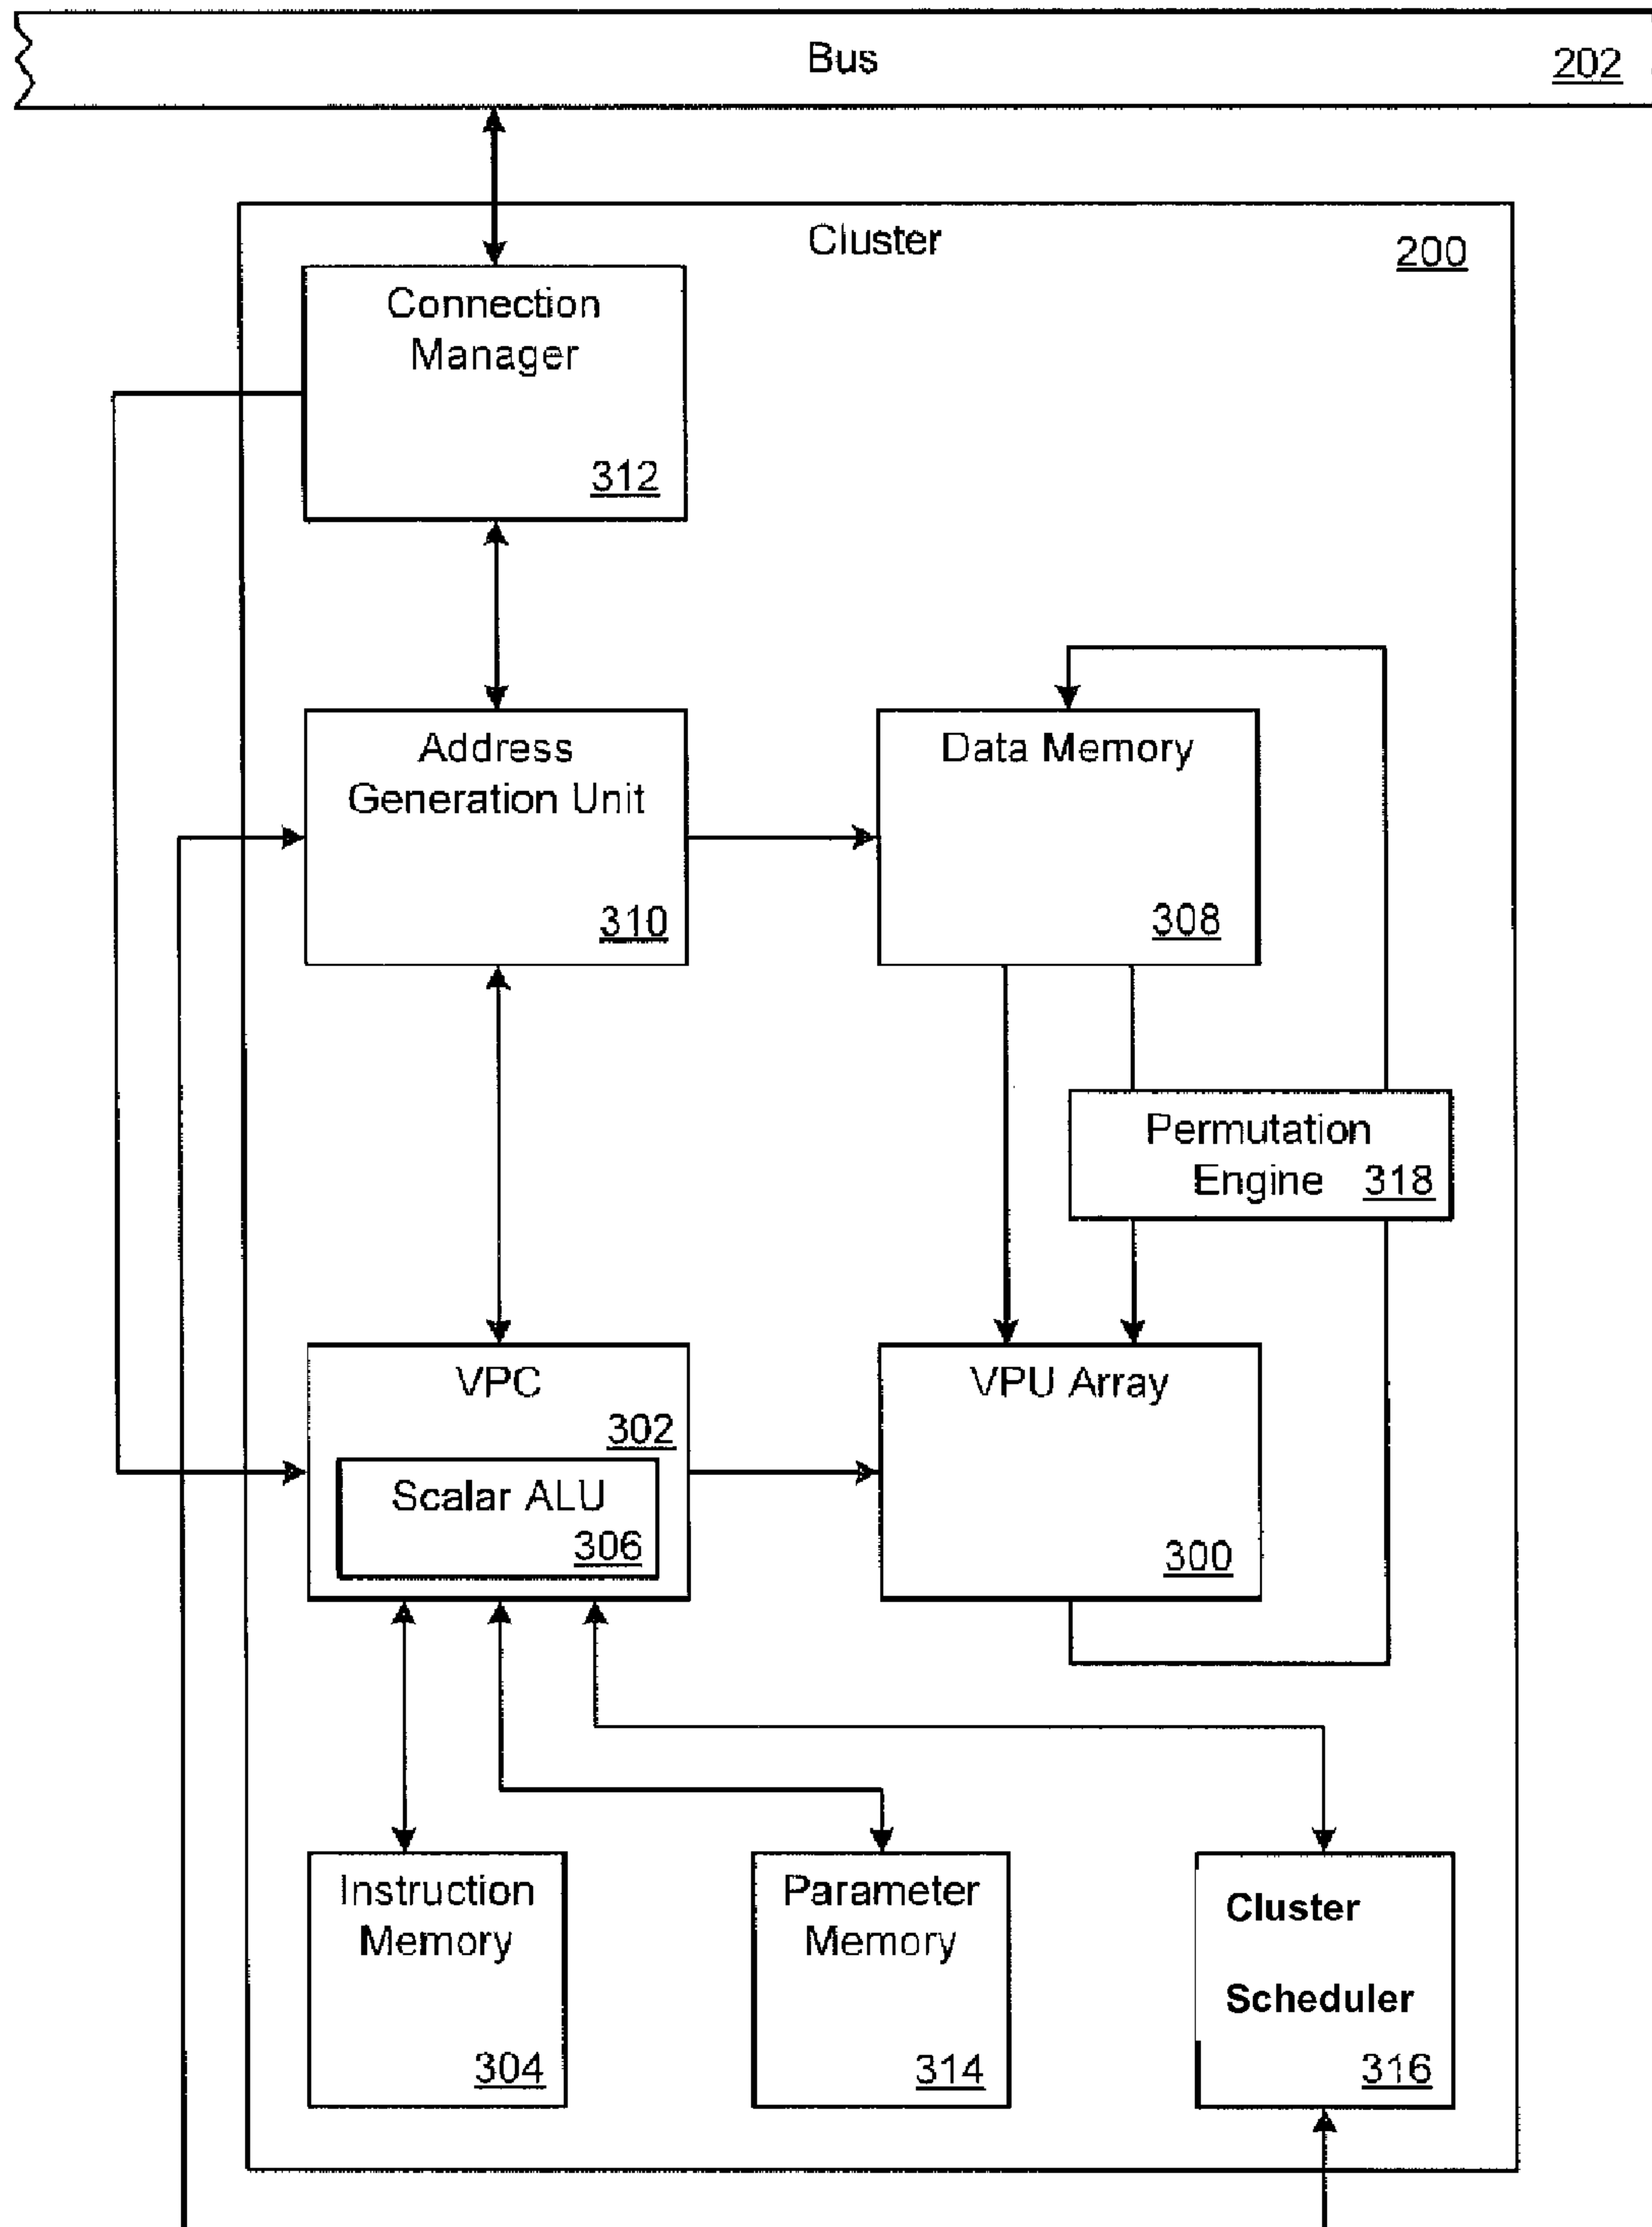 Bus
202
Cluster
200
Connection
Manager
312
Address
Generation Unit
310
Data Memory
308
Permutation
Engine 318
VPC
302
Scalar ALU
306
VPU Array
300
Instruction
Memory
304
Parameter
Memory
314
Cluster
Scheduler
316